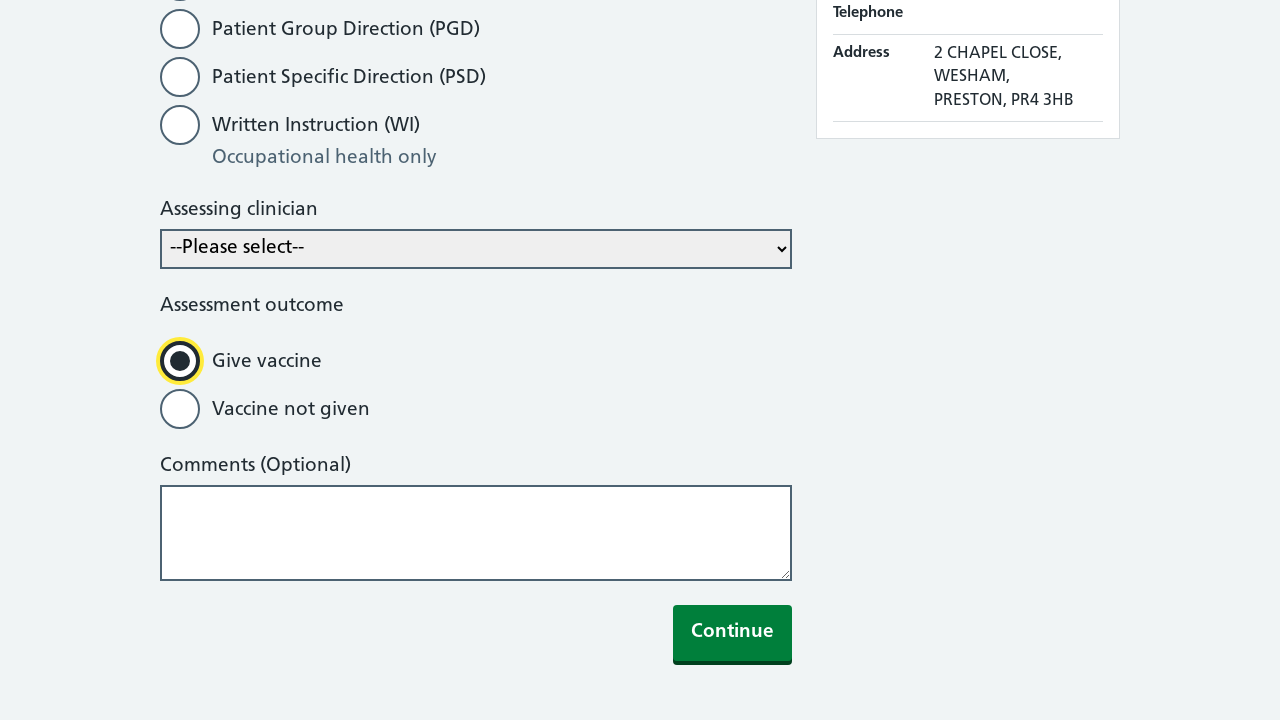 Patient Group Direction (PGD)
Patient Specific Direction (PSD)
Written Instruction (WI)
Occupational health only
Assessing clinician
--Please select--
Assessment outcome
Give vaccine
Vaccine not given
Comments (Optional)
Continue
Telephone
Address 2 CHAPEL CLOSE,
WESHAM,
PRESTON, PR4 3HB